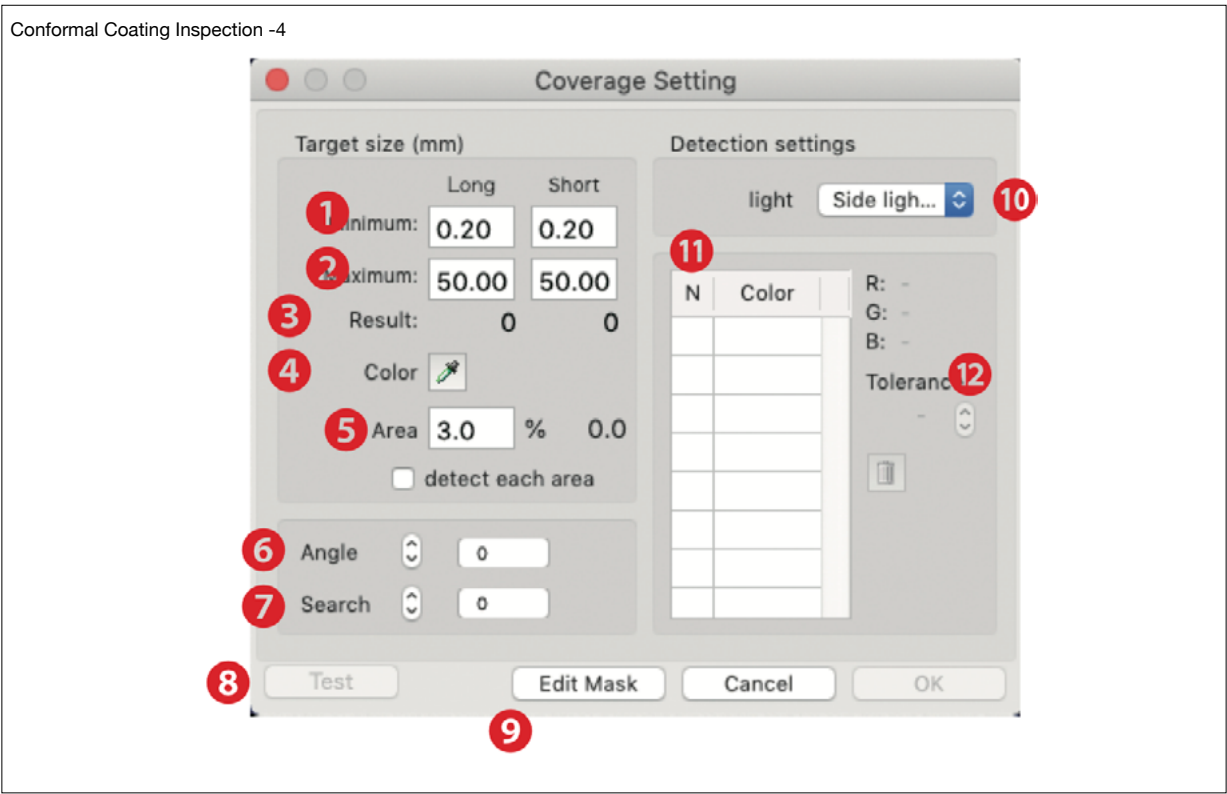 Conformal Coating Inspection -4
Coverage Setting
Target size (mm)
Long Short
1 inimum: 0.20 0.20
2 aximum: 50.00 50.00
3 Result: 0 0
4 Color
5 Area 3.0 % 0.0
detect each area
6 Angle 0
7 Search 0
Detection settings
light Side ligh... 10
11
N Color
R: -
G: -
B: -
Toleranc 12
-
8 Test
Edit Mask Cancel OK
9